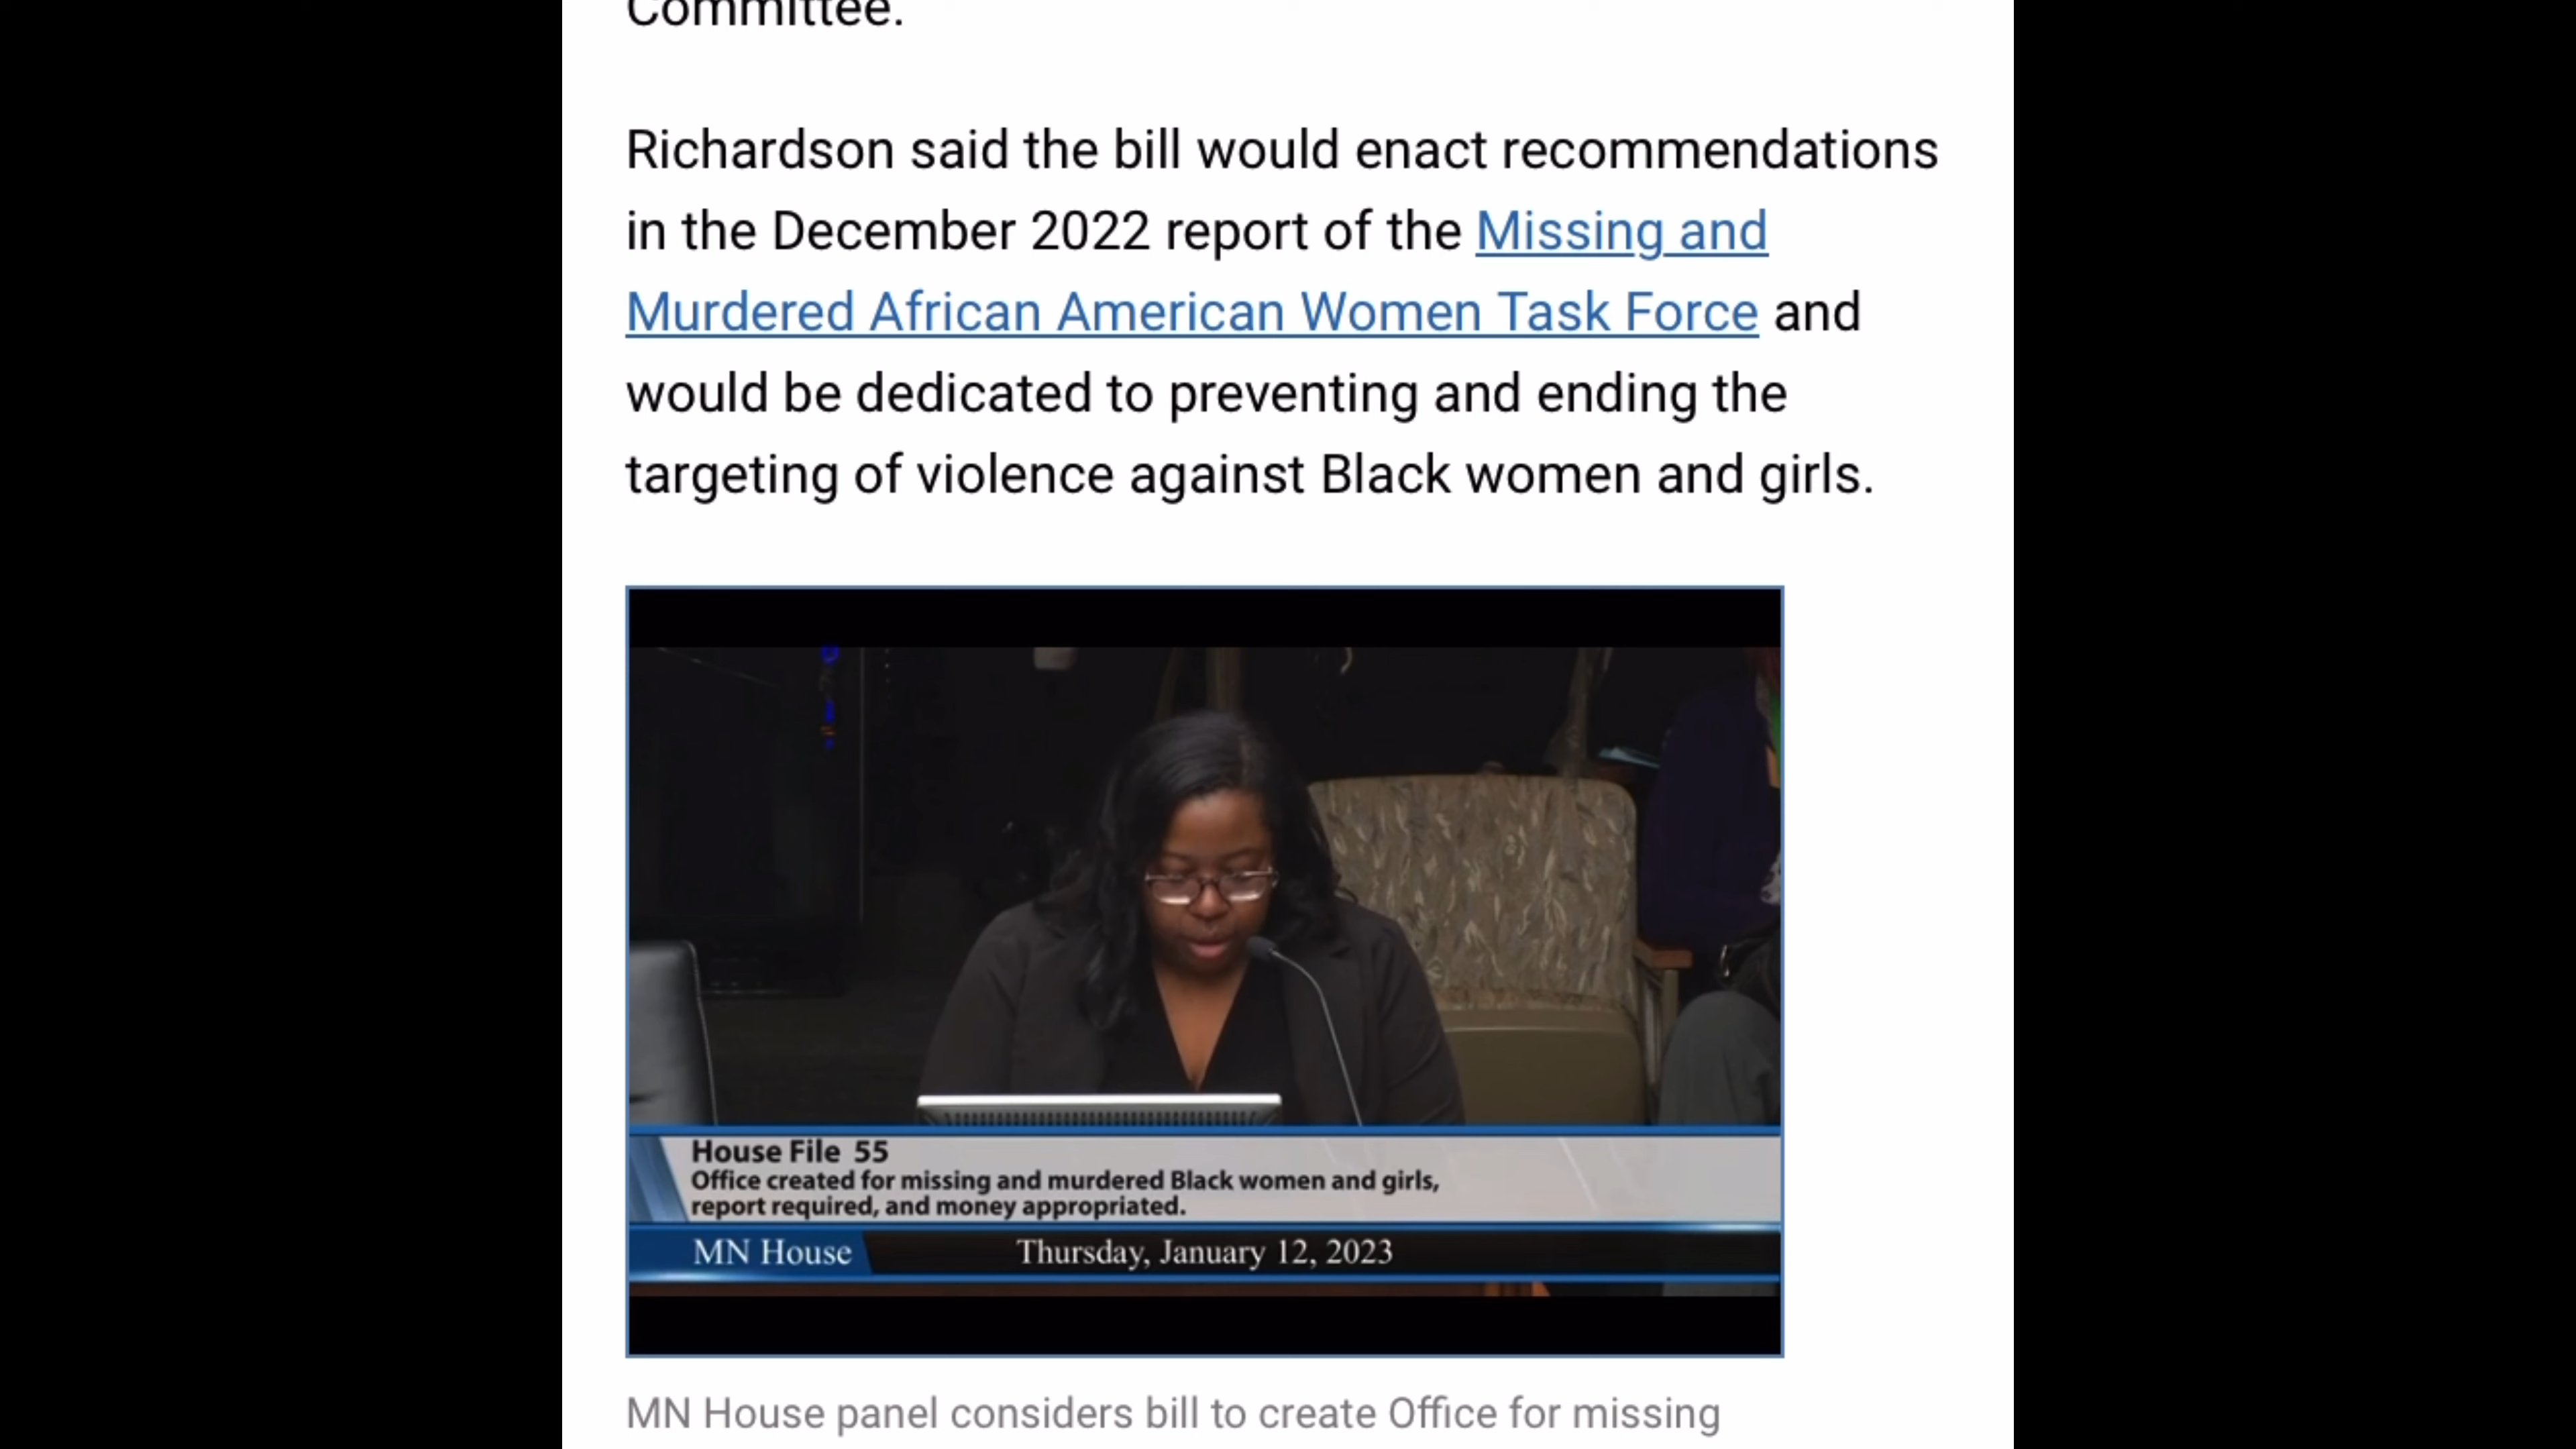 Committee.
Richardson said the bill would enact recommendations
in the December 2022 report of the Missing and
Murdered African American Women Task Force and
would be dedicated to preventing and ending the
targeting of violence against Black women and girls.
House File 55
Office created for missing and murdered Black women and girls,
report required, and money appropriated.
MN House Thursday, January 12, 2023
MN House panel considers bill to create Office for missing